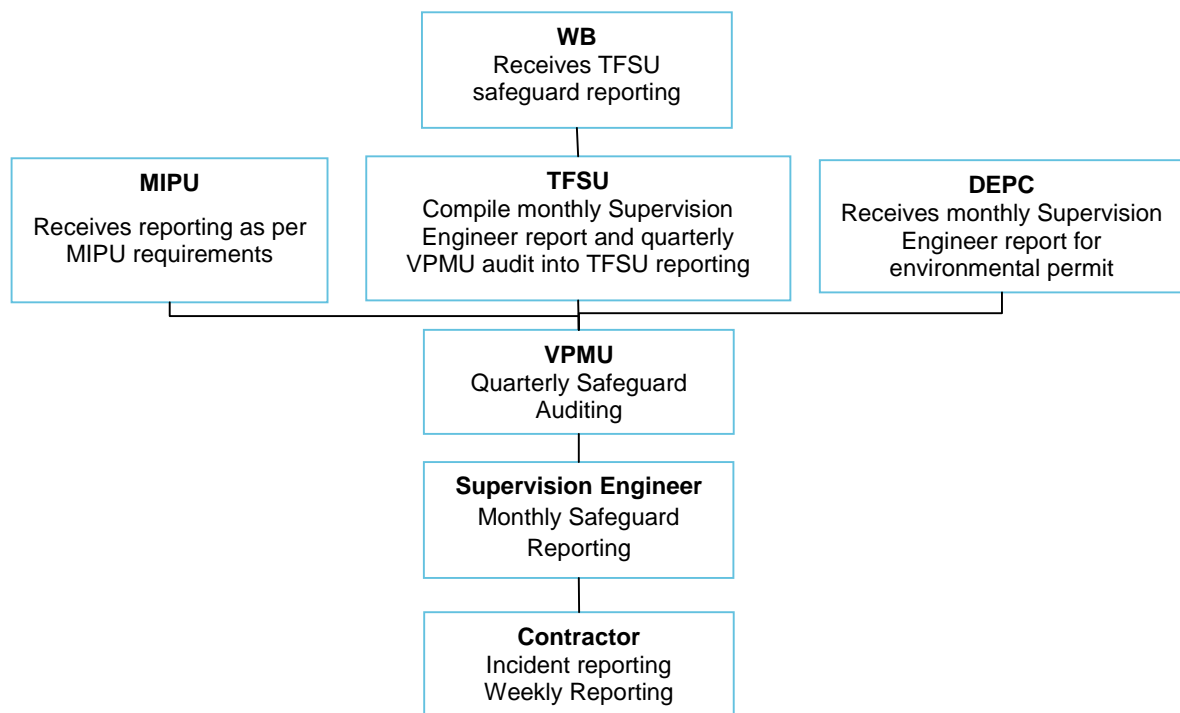 WB
Receives TFSU
safeguard reporting
MIPU
Receives reporting as per
MIPU requirements
TFSU
Compile monthly Supervision
Engineer report and quarterly
VPMU audit into TFSU reporting
DEPC
Receives monthly Supervision
Engineer report for
environmental permit
VPMU
Quarterly Safeguard
Auditing
Supervision Engineer
Monthly Safeguard
Reporting
Contractor
Incident reporting
Weekly Reporting